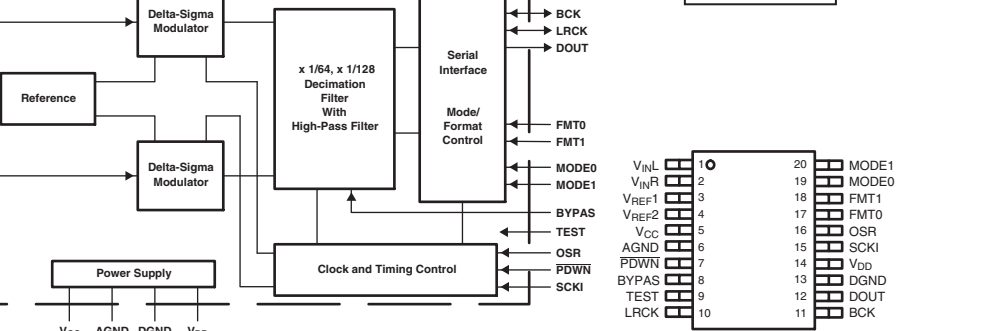 Delta-Sigma
Modulator
Reference
Delta-Sigma
Modulator
x 1/64, x 1/128
Decimation
Filter
With
High-Pass Filter
Serial
Interface
Mode/
Format
Control
BCK
LRCK
DOUT
FMT0
FMT1
MODE0
MODE1
BYPAS
TEST
OSR
PDWN
SCKI
Clock and Timing Control
Power Supply
AGND DGND
VINL 1 20 MODE1
VINR 2 19 MODE0
VREF1 3 18 FMT1
VREF2 4 17 FMT0
VCC 5 16 OSR
AGND 6 15 SCKI
PDWN 7 14 VDD
BYPAS 8 13 DGND
TEST 9 12 DOUT
LRCK 10 11 BCK